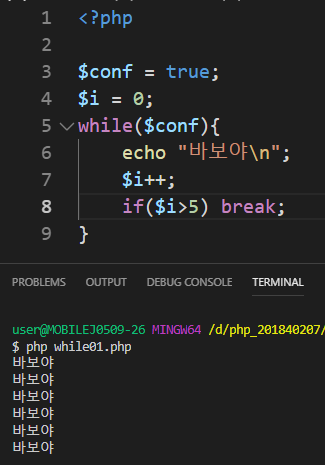 1 <?php
2
3 $conf = true;
4 $i = 0;
5 while($conf){
6 echo "바보야\n";
7 $i++;
8 if($i>5) break;
9 }
PROBLEMS OUTPUT DEBUG CONSOLE TERMINAL
user@MOBILEJ0509-26 MINGW64 /d/php_201840207/
$ php while01.php
바보야
바보야
바보야
바보야
바보야
바보야